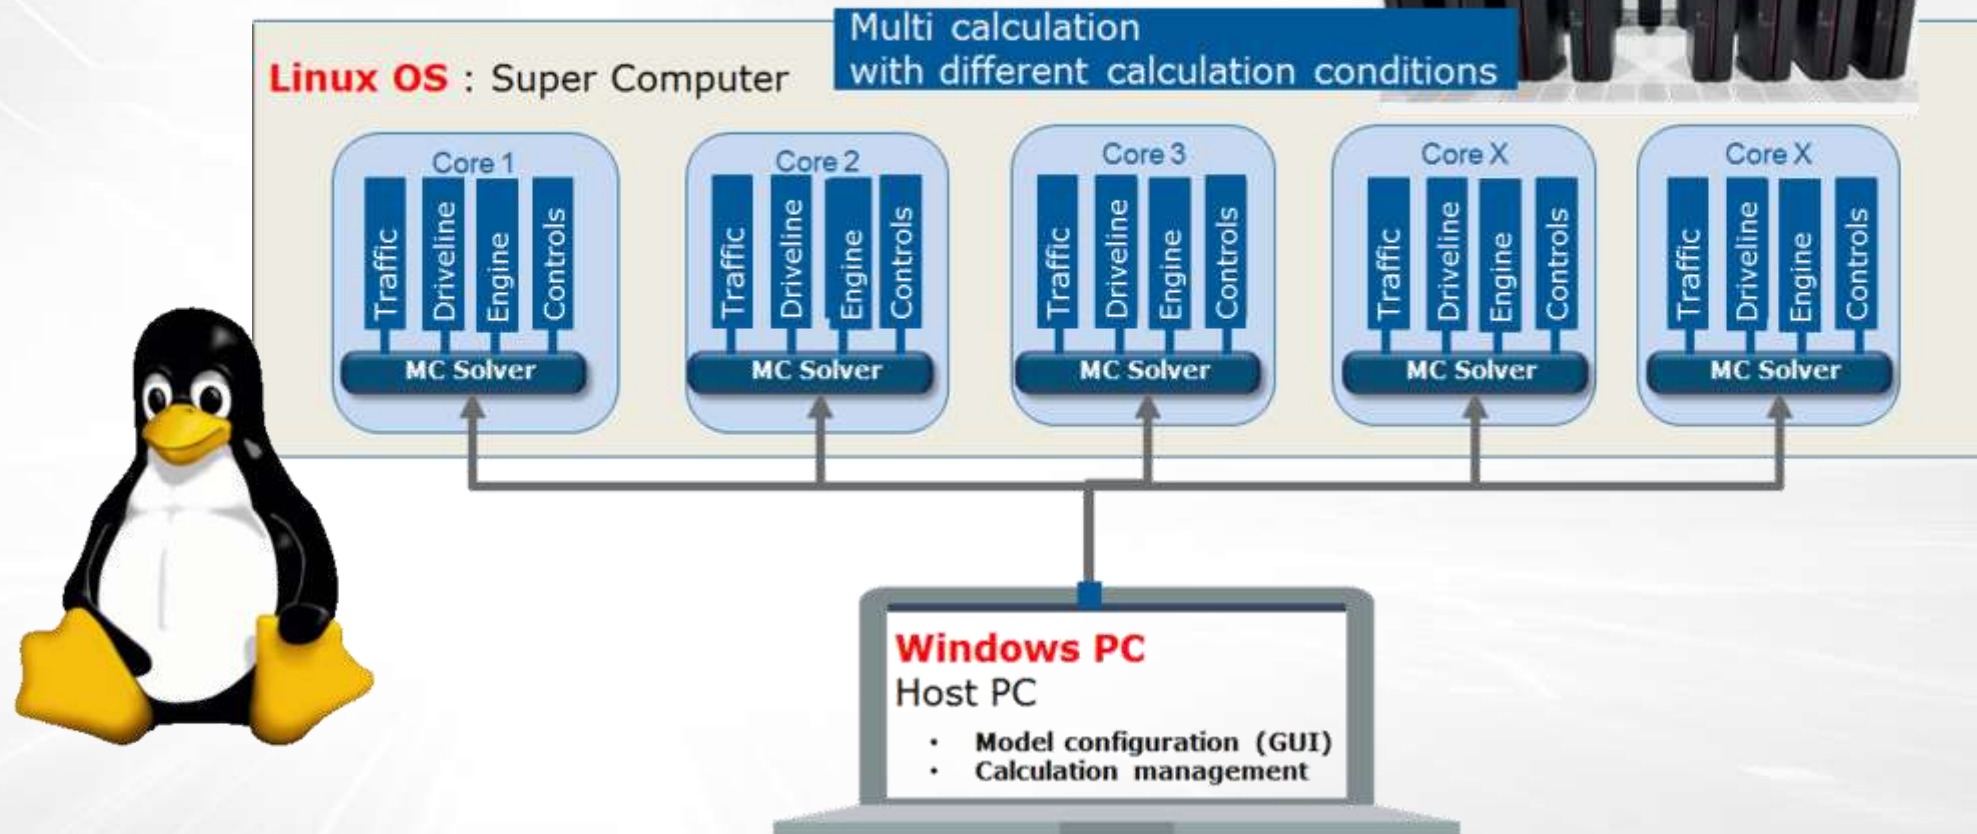 Multi calculation
with different calculation conditions
Linux OS : Super Computer
Core 1
Traffic
Driveline
Engine
Controls
MC Solver
Core 2
Traffic
Driveline
Engine
Controls
MC Solver
Core 3
Traffic
Driveline
Engine
Controls
MC Solver
Core X
Traffic
Driveline
Engine
Controls
MC Solver
Core X
Traffic
Driveline
Engine
Controls
MC Solver
Windows PC
Host PC
· Model configuration (GUI)
· Calculation management